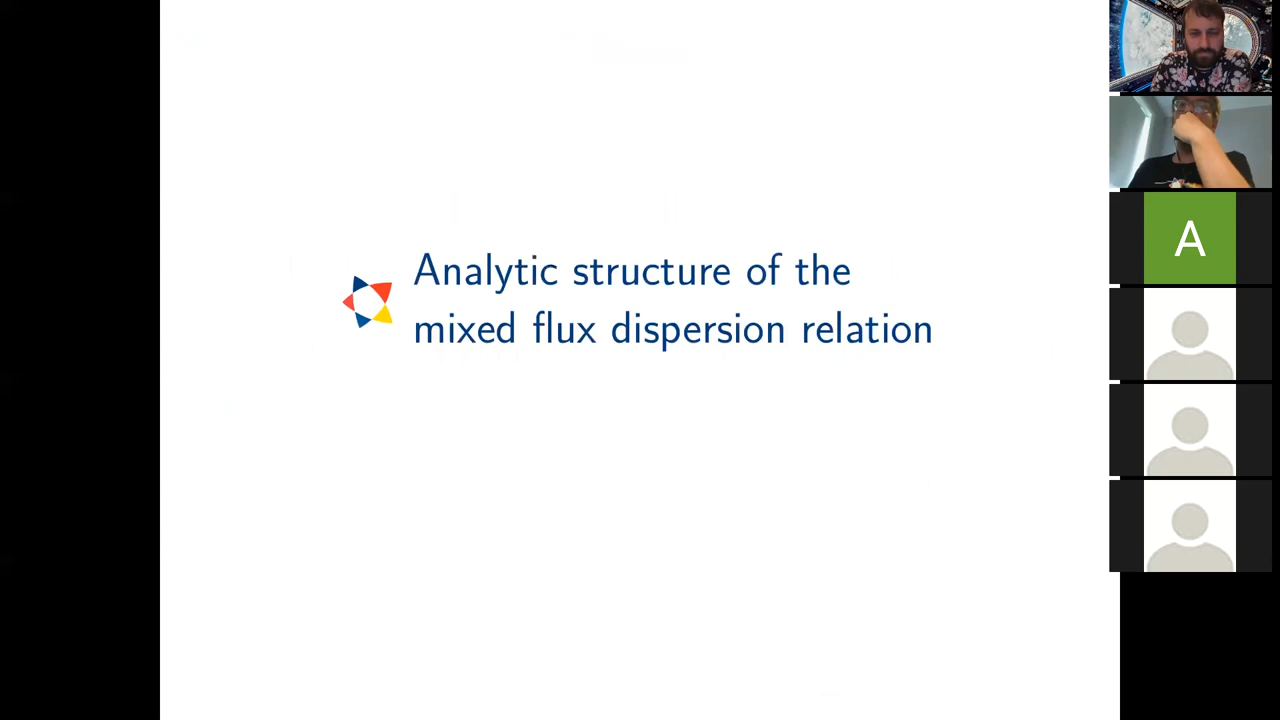 Analytic structure of the
mixed flux dispersion relation
A